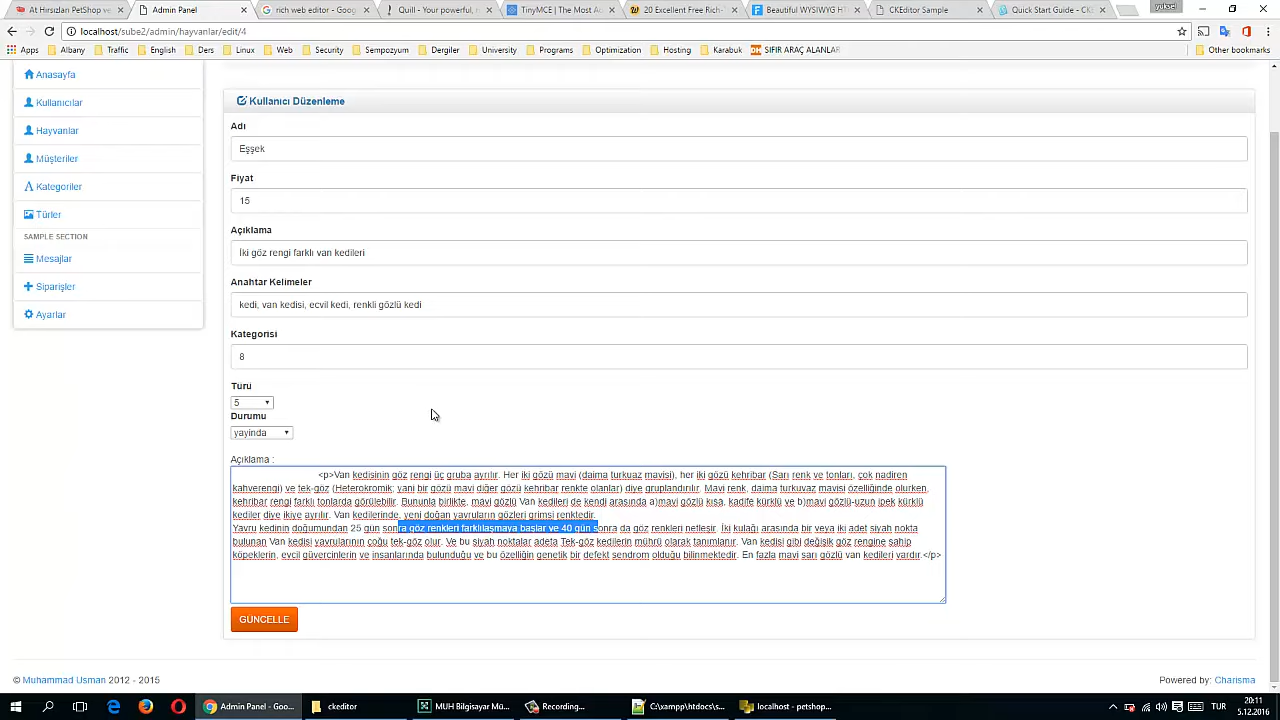 At Hırsızları PetShop ve
Admin Panel
rich web editor - Goog
Quill - Your powerful, r
TinyMCE | The Most Ac
20 Excellent Free Rich-
Beautiful WYSIWYG HT
CKEditor Sample
Quick Start Guide - CKE
yuksel
localhost/sube2/admin/hayvanlar/edit/4
Apps Albany Traffic English Ders Linux Web Security Sempozyum Dergiler University Programs Optimization Hosting Karabuk SIFIR ARAÇ ALANLAR Other bookmarks
Anasayfa
Kullanıcılar
Hayvanlar
Müşteriler
Kategoriler
Türler
SAMPLE SECTION
Mesajlar
Siparişler
Ayarlar
Kullanıcı Düzenleme
Adı
Eşşek
Fiyat
15
Açıklama
İki göz rengi farklı van kedileri
Anahtar Kelimeler
kedi, van kedisi, ecvil kedi, renkli gözlü kedi
Kategorisi
8
Türü
5
Durumu
yayinda
Açıklama :
<p>Van kedisinin göz rengi üç gruba ayrılır. Her iki gözü mavi (daima turkuaz mavisi), her iki gözü kehribar (Sarı renk ve tonları, çok nadiren
kahverengi) ve tek-göz (Heterokromik; yani bir gözü mavi diğer gözü kehribar renkte olanlar) diye gruplandırılır. Mavi renk, daima turkuvaz mavisi özelliğinde olurken,
kehribar rengi farklı tonlarda görülebilir. Bununla birlikte, mavi gözlü Van kedileri de kendi arasında a)mavi gözlü kısa, kadife kürklü ve b)mavi gözlü-uzun ipek kürklü
kediler diye ikiye ayrılır. Van kedilerinde, yeni doğan yavruların gözleri grimsi renktedir.
Yavru kedinin doğumundan 25 gün sonra göz renkleri farklılaşmaya başlar ve 40 gün sonra da göz renkleri netleşir. İki kulağı arasında bir veya iki adet siyah nokta
bulunan Van kedisi yavrularının çoğu tek-göz olur. Ve bu siyah noktalar adeta Tek-göz kedilerin mührü olarak tanımlanır. Van kedisi gibi değişik göz rengine sahip
köpeklerin, evcil güvercinlerin ve insanlarında bulunduğu ve bu özelliğin genetik bir defekt sendrom olduğu bilinmektedir. En fazla mavi sarı gözlü van kedileri vardır.</p>
GÜNCELLE
© Muhammad Usman 2012 - 2015
Powered by: Charisma
Admin Panel - Goo...
ckeditor
MUH Bilgisayar Mü...
Recording...
C:\xampp\htdocs\s...
localhost - petshop...
TUR
20:11
5.12.2016